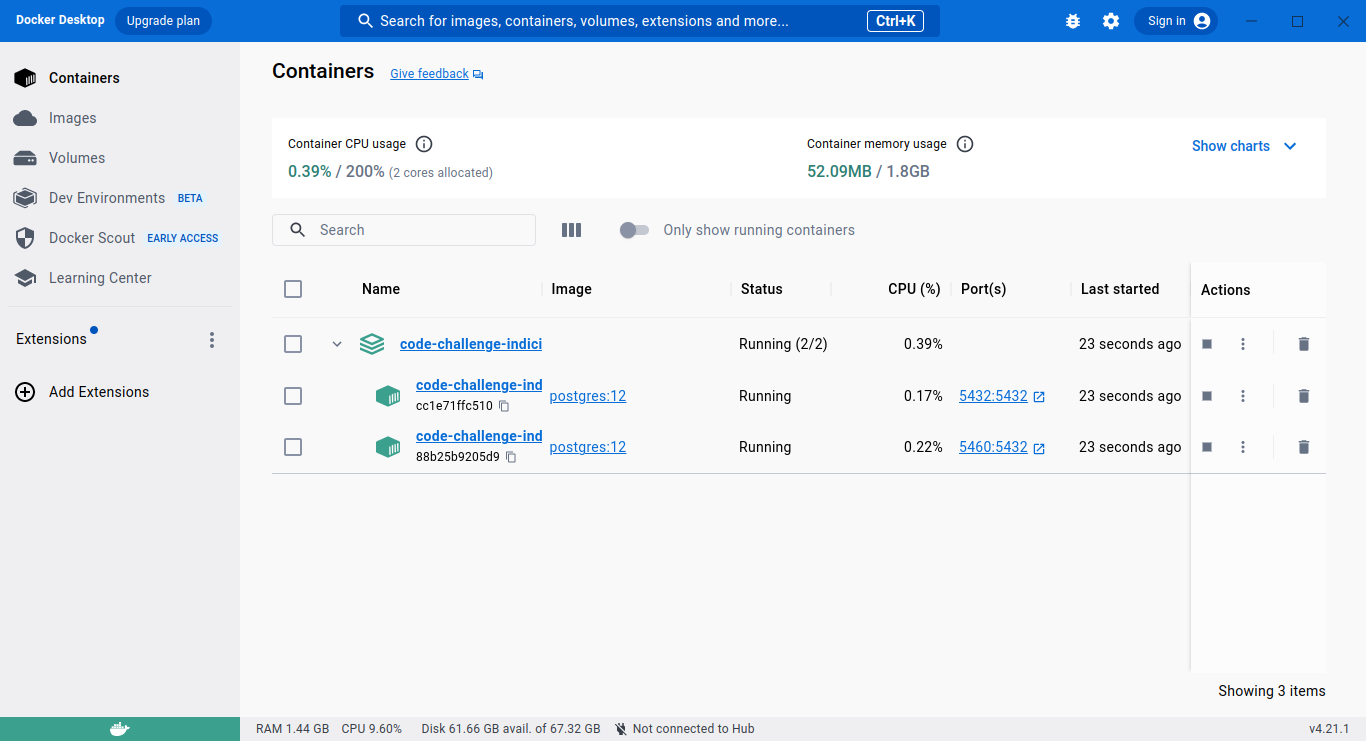 Docker Desktop Upgrade plan Search for images, containers, volumes, extensions and more... Ctrl+K Sign in
Containers
Images
Volumes
Dev Environments BETA
Docker Scout EARLY ACCESS
Learning Center
Extensions
Add Extensions
Containers Give feedback
Container CPU usage
0.39% / 200% (2 cores allocated)
Container memory usage
52.09MB / 1.8GB
Show charts
Search
Only show running containers
Name Image Status CPU (%) Port(s) Last started Actions
code-challenge-indici Running (2/2) 0.39% 23 seconds ago
code-challenge-ind postgres:12 Running 0.17% 5432:5432 23 seconds ago
cc1e71ffc510
code-challenge-ind postgres:12 Running 0.22% 5460:5432 23 seconds ago
88b25b9205d9
Showing 3 items
RAM 1.44 GB CPU 9.60% Disk 61.66 GB avail. of 67.32 GB Not connected to Hub v4.21.1